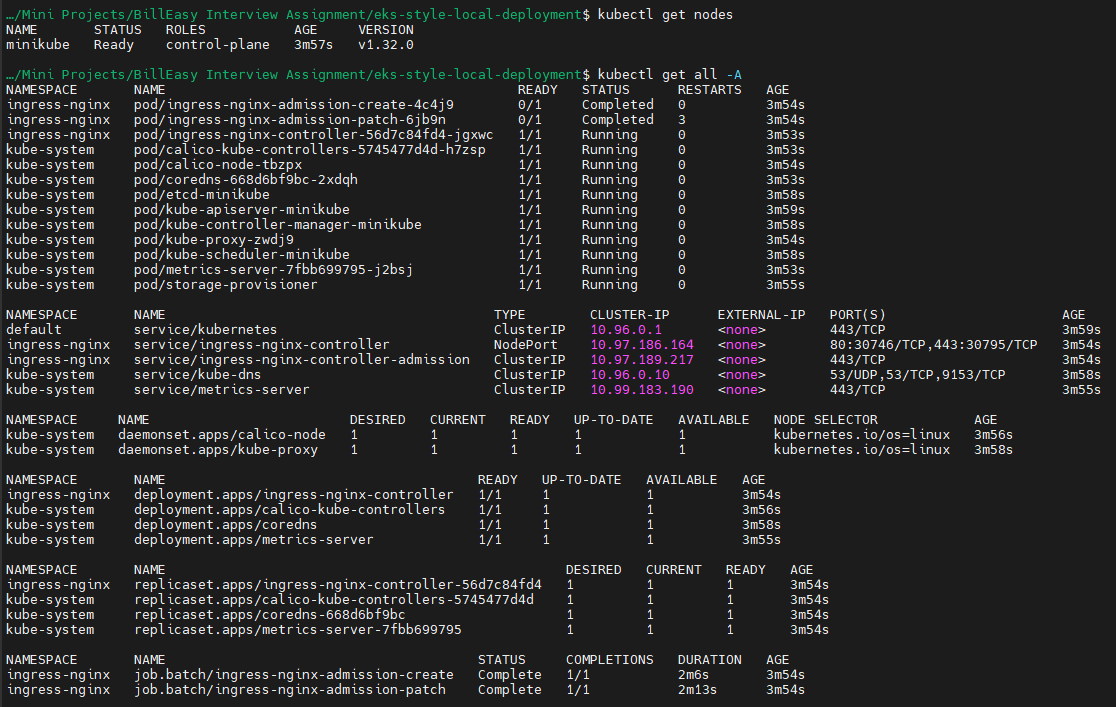 …/Mini Projects/BillEasy Interview Assignment/eks-style-local-deployment$ kubectl get nodes
NAME STATUS ROLES AGE VERSION
minikube Ready control-plane 3m57s v1.32.0
…/Mini Projects/BillEasy Interview Assignment/eks-style-local-deployment$ kubectl get all -A
NAMESPACE NAME READY STATUS RESTARTS AGE
ingress-nginx pod/ingress-nginx-admission-create-4c4j9 0/1 Completed 0 3m54s
ingress-nginx pod/ingress-nginx-admission-patch-6jb9n 0/1 Completed 3 3m54s
ingress-nginx pod/ingress-nginx-controller-56d7c84fd4-jgxwc 1/1 Running 0 3m53s
kube-system pod/calico-kube-controllers-5745477d4d-h7zsp 1/1 Running 0 3m53s
kube-system pod/calico-node-tbzpx 1/1 Running 0 3m54s
kube-system pod/coredns-668d6bf9bc-2xdqh 1/1 Running 0 3m53s
kube-system pod/etcd-minikube 1/1 Running 0 3m58s
kube-system pod/kube-apiserver-minikube 1/1 Running 0 3m59s
kube-system pod/kube-controller-manager-minikube 1/1 Running 0 3m58s
kube-system pod/kube-proxy-zwdj9 1/1 Running 0 3m54s
kube-system pod/kube-scheduler-minikube 1/1 Running 0 3m58s
kube-system pod/metrics-server-7fbb699795-j2bsj 1/1 Running 0 3m53s
kube-system pod/storage-provisioner 1/1 Running 0 3m55s
NAMESPACE NAME TYPE CLUSTER-IP EXTERNAL-IP PORT(S) AGE
default service/kubernetes ClusterIP 10.96.0.1 <none> 443/TCP 3m59s
ingress-nginx service/ingress-nginx-controller NodePort 10.97.186.164 <none> 80:30746/TCP,443:30795/TCP 3m54s
ingress-nginx service/ingress-nginx-controller-admission ClusterIP 10.97.189.217 <none> 443/TCP 3m54s
kube-system service/kube-dns ClusterIP 10.96.0.10 <none> 53/UDP,53/TCP,9153/TCP 3m58s
kube-system service/metrics-server ClusterIP 10.99.183.190 <none> 443/TCP 3m55s
NAMESPACE NAME DESIRED CURRENT READY UP-TO-DATE AVAILABLE NODE SELECTOR AGE
kube-system daemonset.apps/calico-node 1 1 1 1 1 kubernetes.io/os=linux 3m56s
kube-system daemonset.apps/kube-proxy 1 1 1 1 1 kubernetes.io/os=linux 3m58s
NAMESPACE NAME READY UP-TO-DATE AVAILABLE AGE
ingress-nginx deployment.apps/ingress-nginx-controller 1/1 1 1 3m54s
kube-system deployment.apps/calico-kube-controllers 1/1 1 1 3m56s
kube-system deployment.apps/coredns 1/1 1 1 3m58s
kube-system deployment.apps/metrics-server 1/1 1 1 3m55s
NAMESPACE NAME DESIRED CURRENT READY AGE
ingress-nginx replicaset.apps/ingress-nginx-controller-56d7c84fd4 1 1 1 3m54s
kube-system replicaset.apps/calico-kube-controllers-5745477d4d 1 1 1 3m54s
kube-system replicaset.apps/coredns-668d6bf9bc 1 1 1 3m54s
kube-system replicaset.apps/metrics-server-7fbb699795 1 1 1 3m54s
NAMESPACE NAME STATUS COMPLETIONS DURATION AGE
ingress-nginx job.batch/ingress-nginx-admission-create Complete 1/1 2m6s 3m54s
ingress-nginx job.batch/ingress-nginx-admission-patch Complete 1/1 2m13s 3m54s